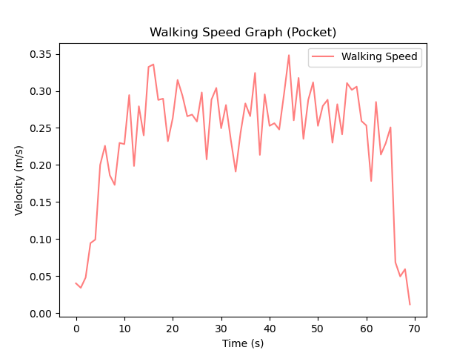 Walking Speed Graph (Pocket)
Walking Speed
Velocity (m/s)
0.35
0.30
0.25
0.20
0.15
0.10
0.05
0.00
0 10 20 30 40 50 60 70
Time (s)